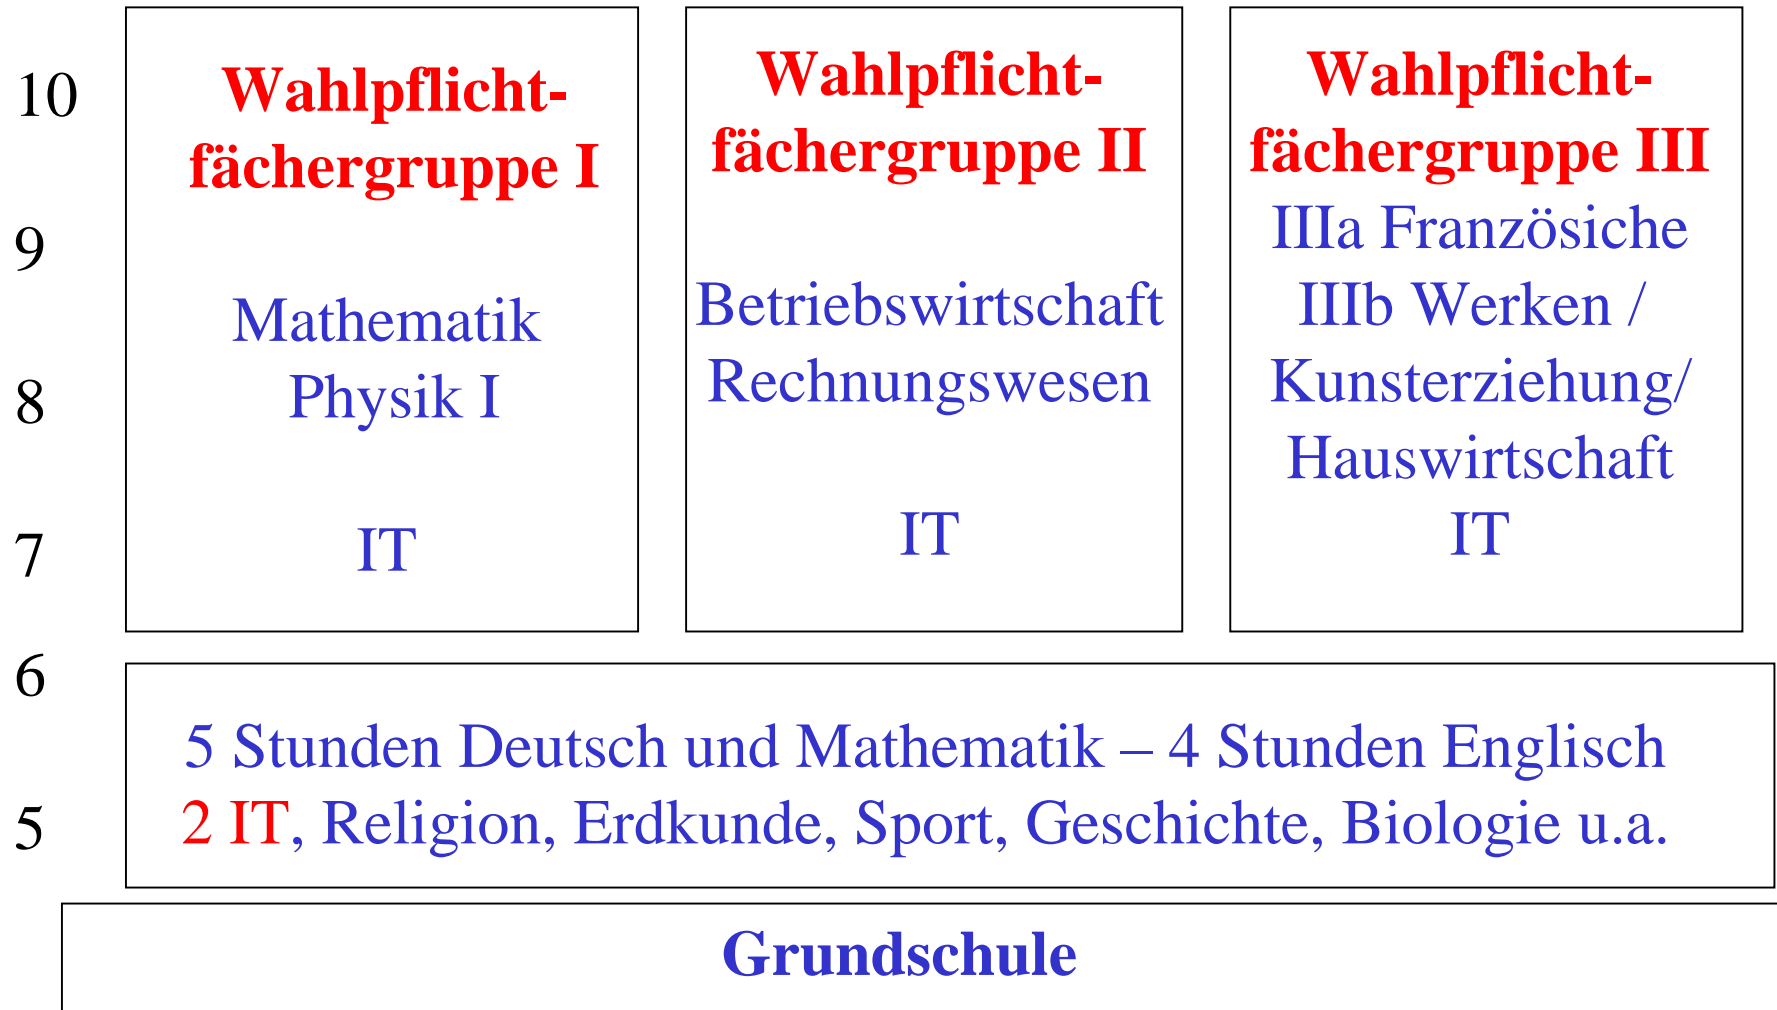 10
9
8
7
6
5
Wahlpflicht-
fächergruppe I
Mathematik
Physik I
IT
Wahlpflicht-
fächergruppe II
Betriebswirtschaft
Rechnungswesen
IT
Wahlpflicht-
fächergruppe III
IIIa Französiche
IIIb Werken /
Kunsterziehung/
Hauswirtschaft
IT
5 Stunden Deutsch und Mathematik – 4 Stunden Englisch
2 IT, Religion, Erdkunde, Sport, Geschichte, Biologie u.a.
Grundschule